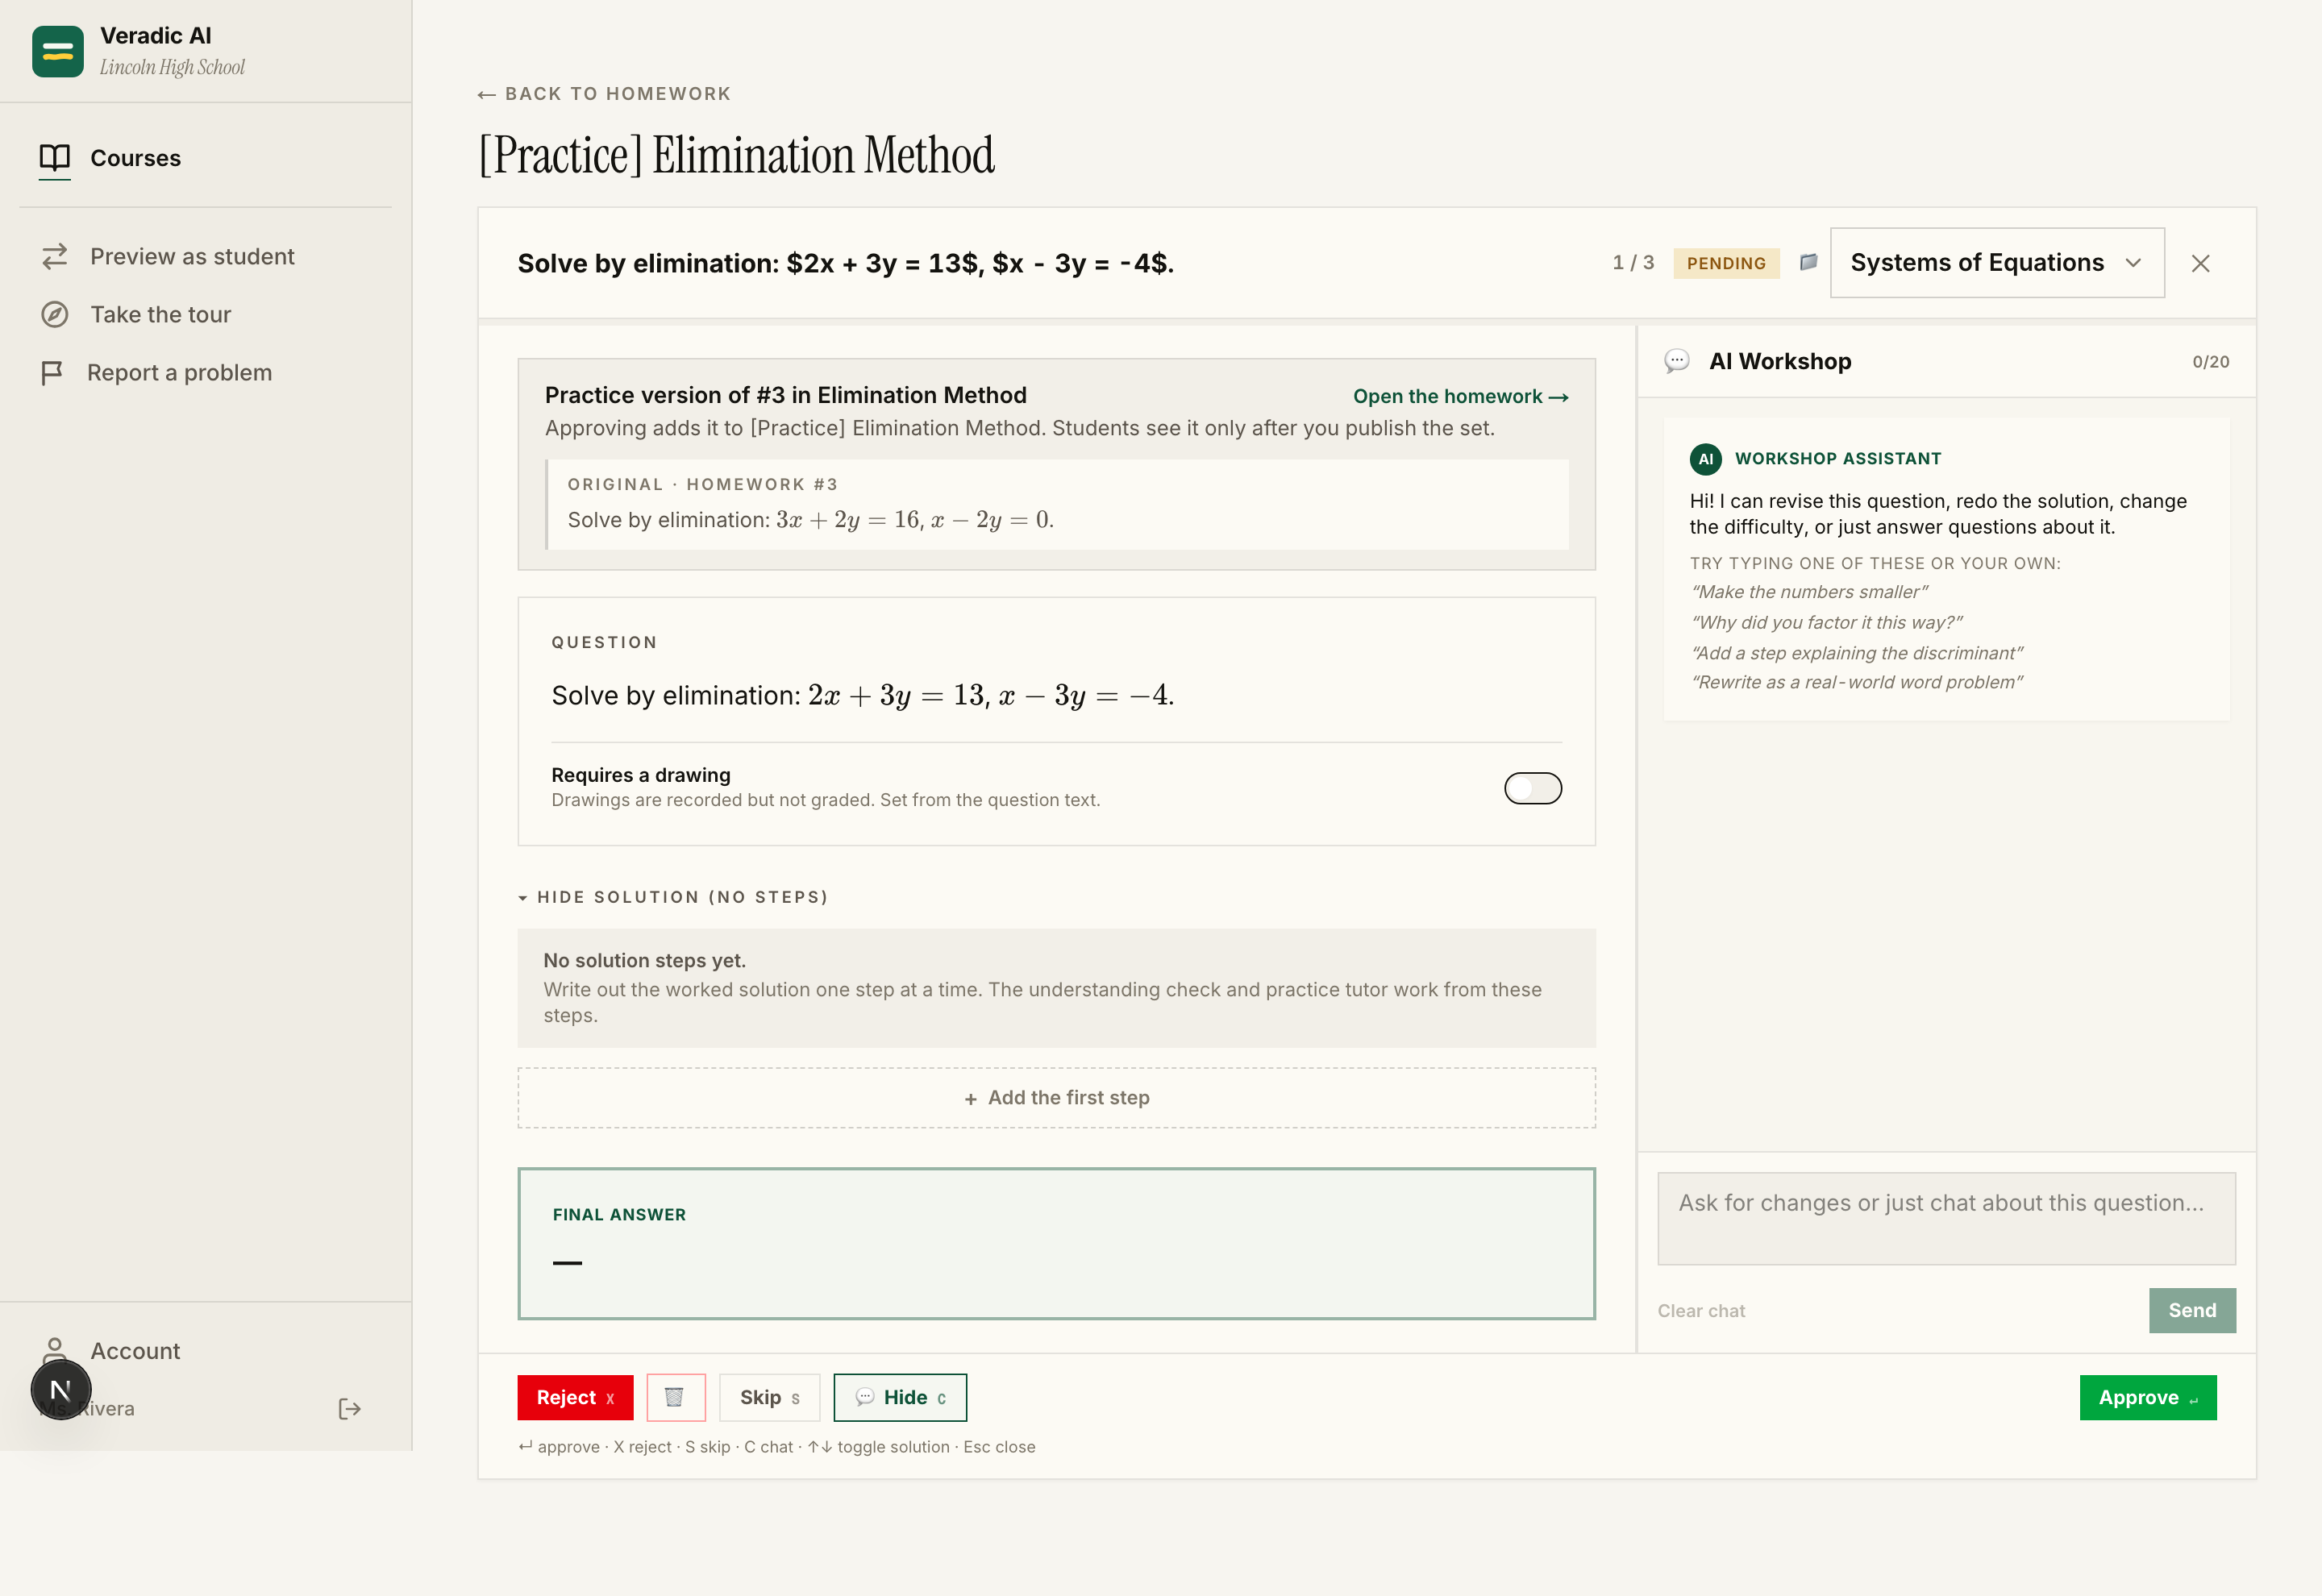 Veradic AI
Lincoln High School
Courses
Preview as student
Take the tour
Report a problem
Account
Ms. Rivera
N
← BACK TO HOMEWORK
[Practice] Elimination Method
Solve by elimination: $2x + 3y = 13$, $x - 3y = -4$.
1 / 3
PENDING
Systems of Equations
Practice version of #3 in Elimination Method
Open the homework →
Approving adds it to [Practice] Elimination Method. Students see it only after you publish the set.
ORIGINAL · HOMEWORK #3
Solve by elimination: 3x + 2y = 16, x − 2y = 0.
QUESTION
Solve by elimination: 2x + 3y = 13, x − 3y = −4.
Requires a drawing
Drawings are recorded but not graded. Set from the question text.
HIDE SOLUTION (NO STEPS)
No solution steps yet.
Write out the worked solution one step at a time. The understanding check and practice tutor work from these
steps.
+ Add the first step
FINAL ANSWER
—
AI Workshop
0/20
AI WORKSHOP ASSISTANT
Hi! I can revise this question, redo the solution, change
the difficulty, or just answer questions about it.
TRY TYPING ONE OF THESE OR YOUR OWN:
“Make the numbers smaller”
“Why did you factor it this way?”
“Add a step explaining the discriminant”
“Rewrite as a real-world word problem”
Ask for changes or just chat about this question...
Clear chat
Send
Reject X
Skip S
Hide C
Approve ↵
↵ approve · X reject · S skip · C chat · ↑↓ toggle solution · Esc close